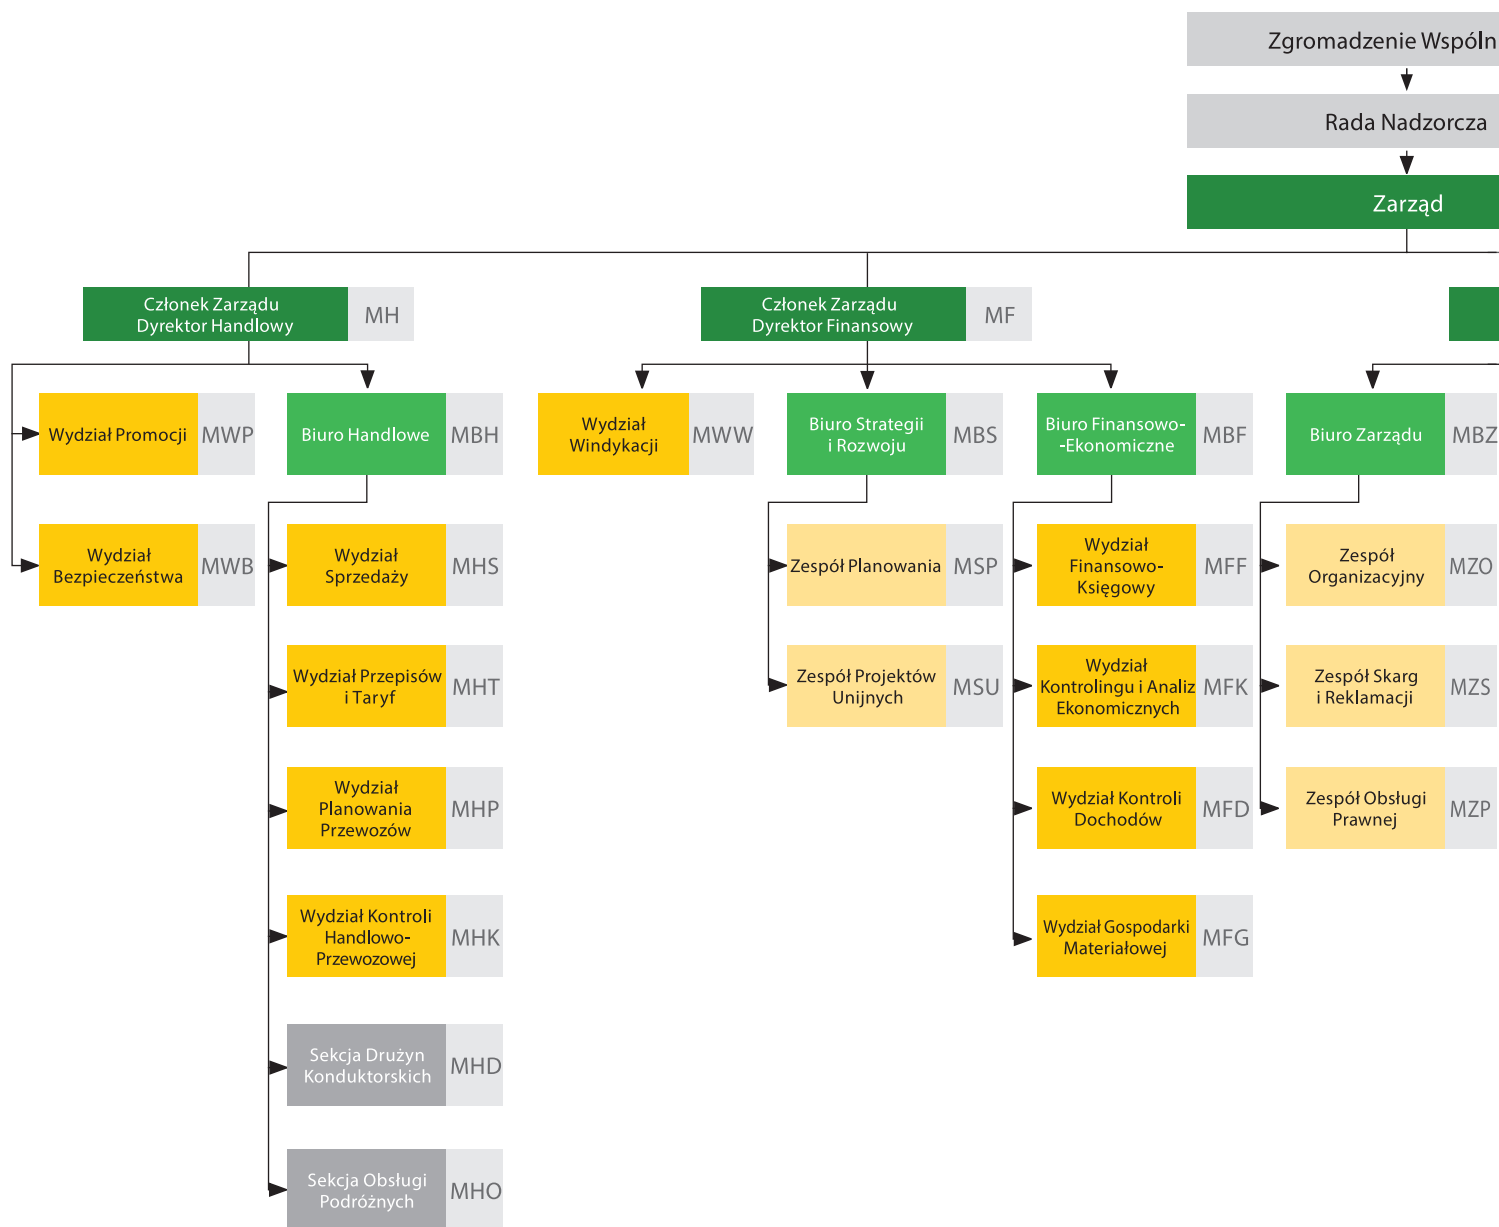 Zgromadzenie Wspóln
Rada Nadzorcza
Zarząd
Członek Zarządu
Dyrektor Handlowy
MH
Członek Zarządu
Dyrektor Finansowy
MF
Wydział Promocji
MWP
Biuro Handlowe
MBH
Wydział
Windykacji
MWW
Biuro Strategii
i Rozwoju
MBS
Biuro Finansowo-
-Ekonomiczne
MBF
Biuro Zarządu
MBZ
Wydział
Bezpieczeństwa
MWB
Wydział
Sprzedaży
MHS
Zespół Planowania
MSP
Wydział
Finansowo-
Księgowy
MFF
Zespół
Organizacyjny
MZO
Wydział Przepisów
i Taryf
MHT
Zespół Projektów
Unijnych
MSU
Wydział
Kontrolingu i Analiz
Ekonomicznych
MFK
Zespół Skarg
i Reklamacji
MZS
Wydział
Planowania
Przewozów
MHP
Wydział Kontroli
Dochodów
MFD
Zespół Obsługi
Prawnej
MZP
Wydział Kontroli
Handlowo-
Przewozowej
MHK
Wydział Gospodarki
Materiałowej
MFG
Sekcja Drużyn
Konduktorskich
MHD
Sekcja Obsługi
Podróżnych
MHO